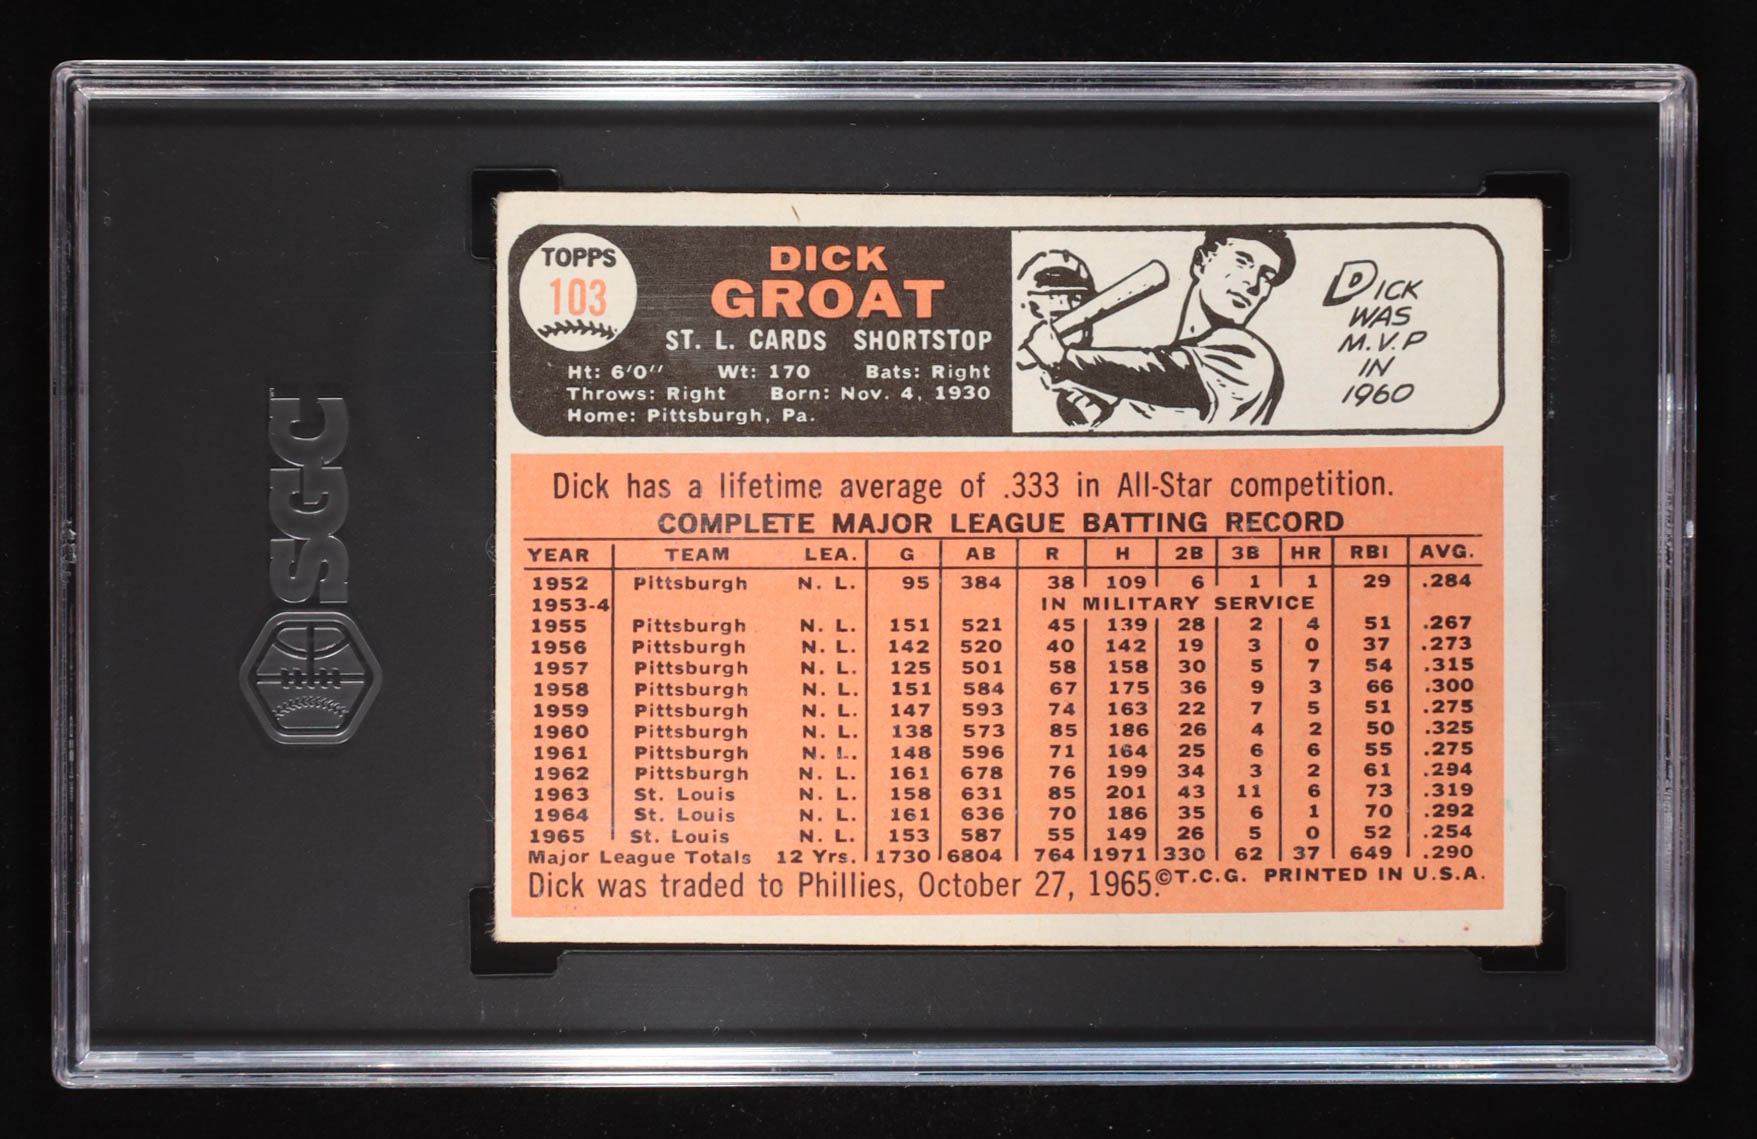 SGC
TOPPS
103
DICK
GROAT
ST. L. CARDS SHORTSTOP
Ht: 6'0" Wt: 170 Bats: Right
Throws: Right Born: Nov. 4, 1930
Home: Pittsburgh, Pa.
DICK
WAS
M.V.P
IN
1960
Dick has a lifetime average of .333 in All-Star competition.
COMPLETE MAJOR LEAGUE BATTING RECORD
YEAR TEAM LEA. G AB R H 2B 3B HR RBI AVG.
1952 Pittsburgh N. L. 95 384 38 109 6 1 1 29 .284
1953-4 IN MILITARY SERVICE
1955 Pittsburgh N. L. 151 521 45 139 28 2 4 51 .267
1956 Pittsburgh N. L. 142 520 40 142 19 3 0 37 .273
1957 Pittsburgh N. L. 125 501 58 158 30 5 7 54 .315
1958 Pittsburgh N. L. 151 584 67 175 36 9 3 66 .300
1959 Pittsburgh N. L. 147 593 74 163 22 7 5 51 .275
1960 Pittsburgh N. L. 138 573 85 186 26 4 2 50 .325
1961 Pittsburgh N. L. 148 596 71 164 25 6 6 55 .275
1962 Pittsburgh N. L. 161 678 76 199 34 3 2 61 .294
1963 St. Louis N. L. 158 631 85 201 43 11 6 73 .319
1964 St. Louis N. L. 161 636 70 186 35 6 1 70 .292
1965 St. Louis N. L. 153 587 55 149 26 5 0 52 .254
Major League Totals 12 Yrs. 1730 6804 764 1971 330 62 37 649 .290
Dick was traded to Phillies, October 27, 1965. ©T.C.G. PRINTED IN U.S.A.